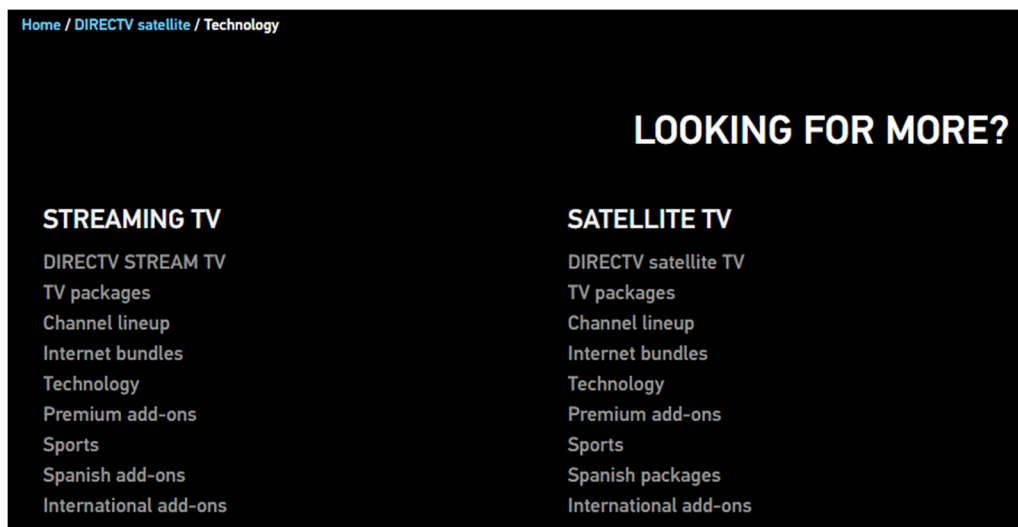 Home / DIRECTV satellite / Technology
LOOKING FOR MORE?
STREAMING TV
DIRECTV STREAM TV
TV packages
Channel lineup
Internet bundles
Technology
Premium add-ons
Sports
Spanish add-ons
International add-ons
SATELLITE TV
DIRECTV satellite TV
TV packages
Channel lineup
Internet bundles
Technology
Premium add-ons
Sports
Spanish packages
International add-ons